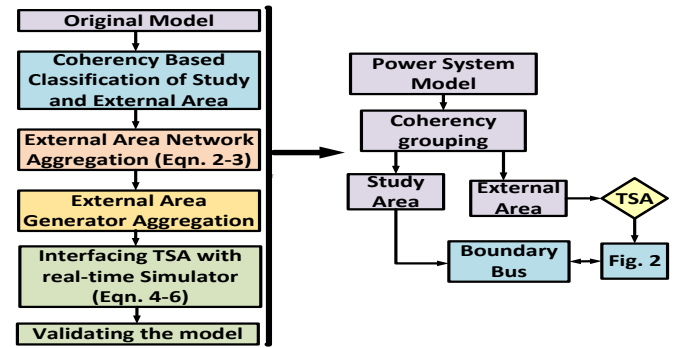 Original Model
Coherency Based
Classification of Study
and External Area
External Area Network
Aggregation (Eqn. 2-3)
External Area
Generator Aggregation
Interfacing TSA with
real-time Simulator
(Eqn. 4-6)
Validating the model
Power System
Model
Coherency
grouping
Study
Area
External
Area
TSA
Boundary
Bus
Fig. 2